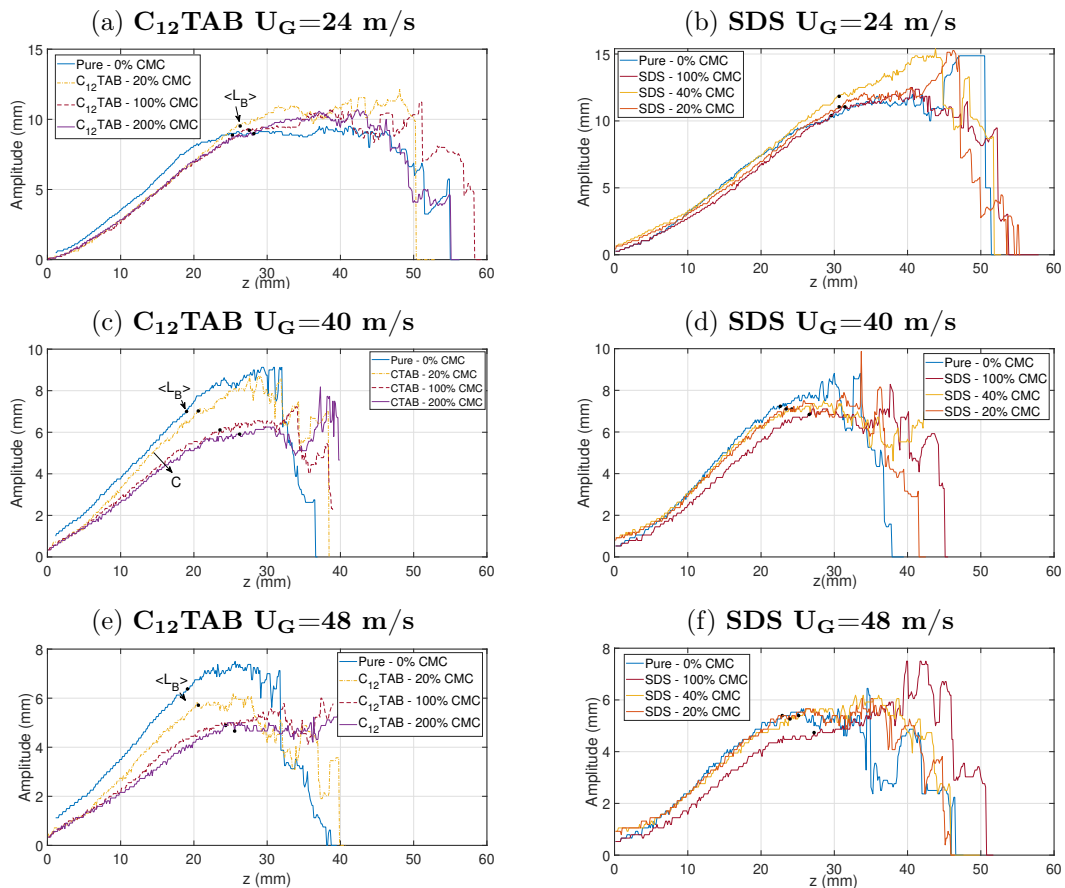 (a) C₁₂TAB U_G=24 m/s
15
10
5
0
Amplitude (mm)
Pure - 0% CMC
C₁₂TAB - 20% CMC
C₁₂TAB - 100% CMC
C₁₂TAB - 200% CMC
<L_B>
0 10 20 30 40 50 60
z (mm)
(b) SDS U_G=24 m/s
15
10
5
0
Amplitude (mm)
Pure - 0% CMC
SDS - 100% CMC
SDS - 40% CMC
SDS - 20% CMC
0 10 20 30 40 50 60
z (mm)
(c) C₁₂TAB U_G=40 m/s
10
8
6
4
2
0
Amplitude (mm)
<L_B>
C
Pure - 0% CMC
CTAB - 20% CMC
CTAB - 100% CMC
CTAB - 200% CMC
0 10 20 30 40 50 60
z (mm)
(d) SDS U_G=40 m/s
10
8
6
4
2
0
Amplitude (mm)
Pure - 0% CMC
SDS - 100% CMC
SDS - 40% CMC
SDS - 20% CMC
0 10 20 30 40 50 60
z(mm)
(e) C₁₂TAB U_G=48 m/s
8
6
4
2
0
Amplitude (mm)
<L_B>
Pure - 0% CMC
C₁₂TAB - 20% CMC
C₁₂TAB - 100% CMC
C₁₂TAB - 200% CMC
0 10 20 30 40 50 60
z (mm)
(f) SDS U_G=48 m/s
8
6
4
2
0
Amplitude (mm)
Pure - 0% CMC
SDS - 100% CMC
SDS - 40% CMC
SDS - 20% CMC
0 10 20 30 40 50 60
z (mm)